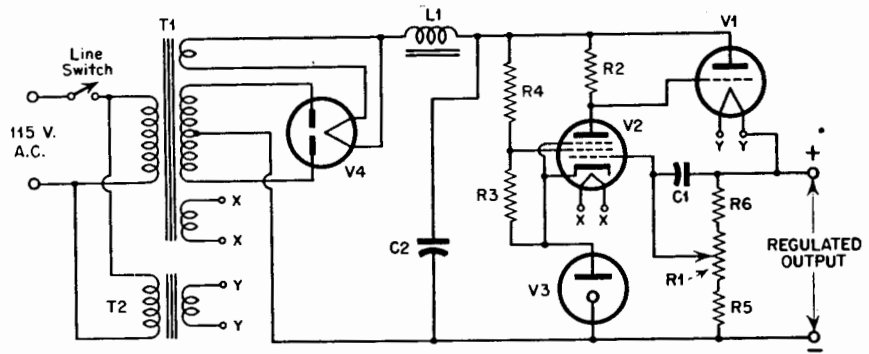 T1
L1
V1
Line
Switch
R4
R2
V2
115 V.
A.C.
V4
Y Y
+
R3
C1
R6
X
X X
X
C2
REGULATED
OUTPUT
R1
T2
Y
V3
R5
Y
−